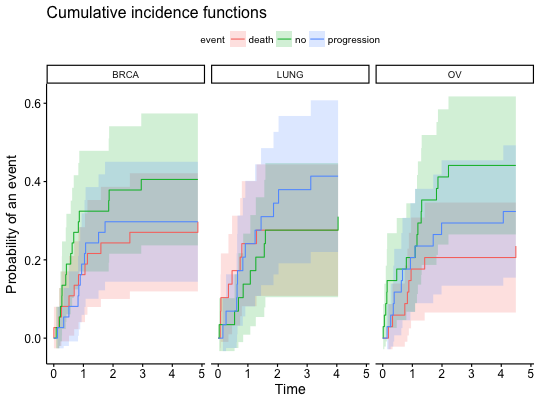 Cumulative incidence functions
event death no progression
BRCA LUNG OV
Probability of an event
0.6
0.4
0.2
0.0
0 1 2 3 4 5 0 1 2 3 4 5 0 1 2 3 4 5
Time